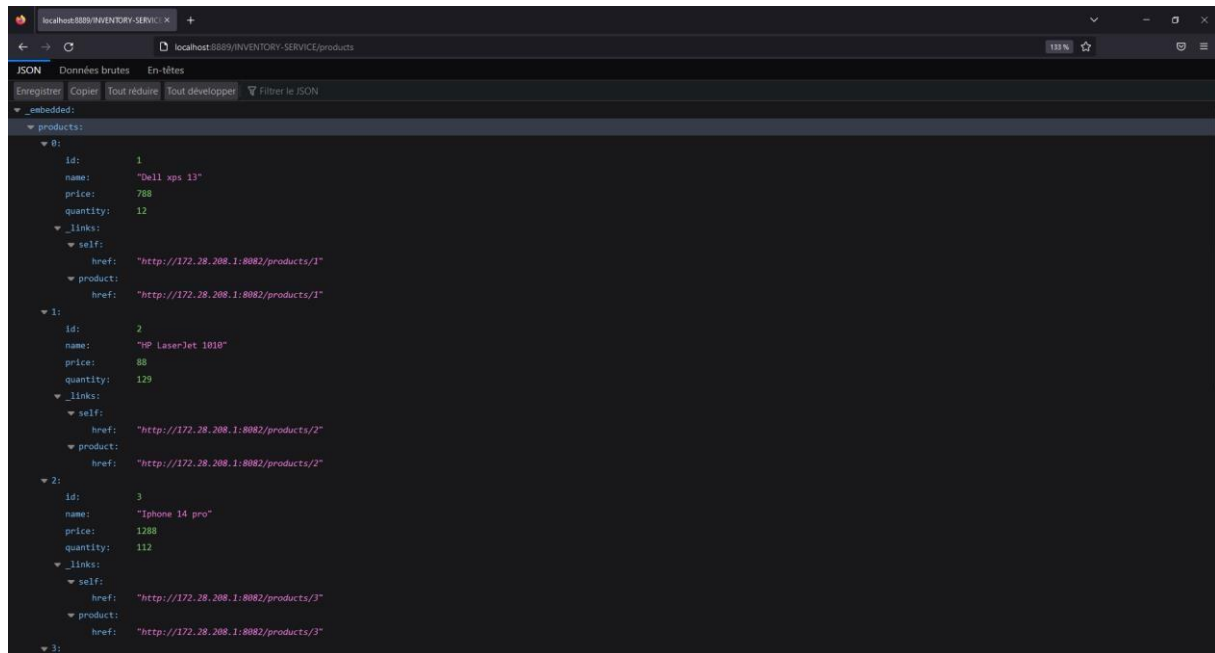 localhost:8889/INVENTORY-SERVIC
localhost:8889/INVENTORY-SERVICE/products
133 %
JSON Données brutes En-têtes
Enregistrer Copier Tout réduire Tout développer Filtrer le JSON
_embedded:
products:
0:
id: 1
name: "Dell xps 13"
price: 788
quantity: 12
_links:
self:
href: "http://172.28.208.1:8082/products/1"
product:
href: "http://172.28.208.1:8082/products/1"
1:
id: 2
name: "HP LaserJet 1010"
price: 88
quantity: 129
_links:
self:
href: "http://172.28.208.1:8082/products/2"
product:
href: "http://172.28.208.1:8082/products/2"
2:
id: 3
name: "Iphone 14 pro"
price: 1288
quantity: 112
_links:
self:
href: "http://172.28.208.1:8082/products/3"
product:
href: "http://172.28.208.1:8082/products/3"
3: